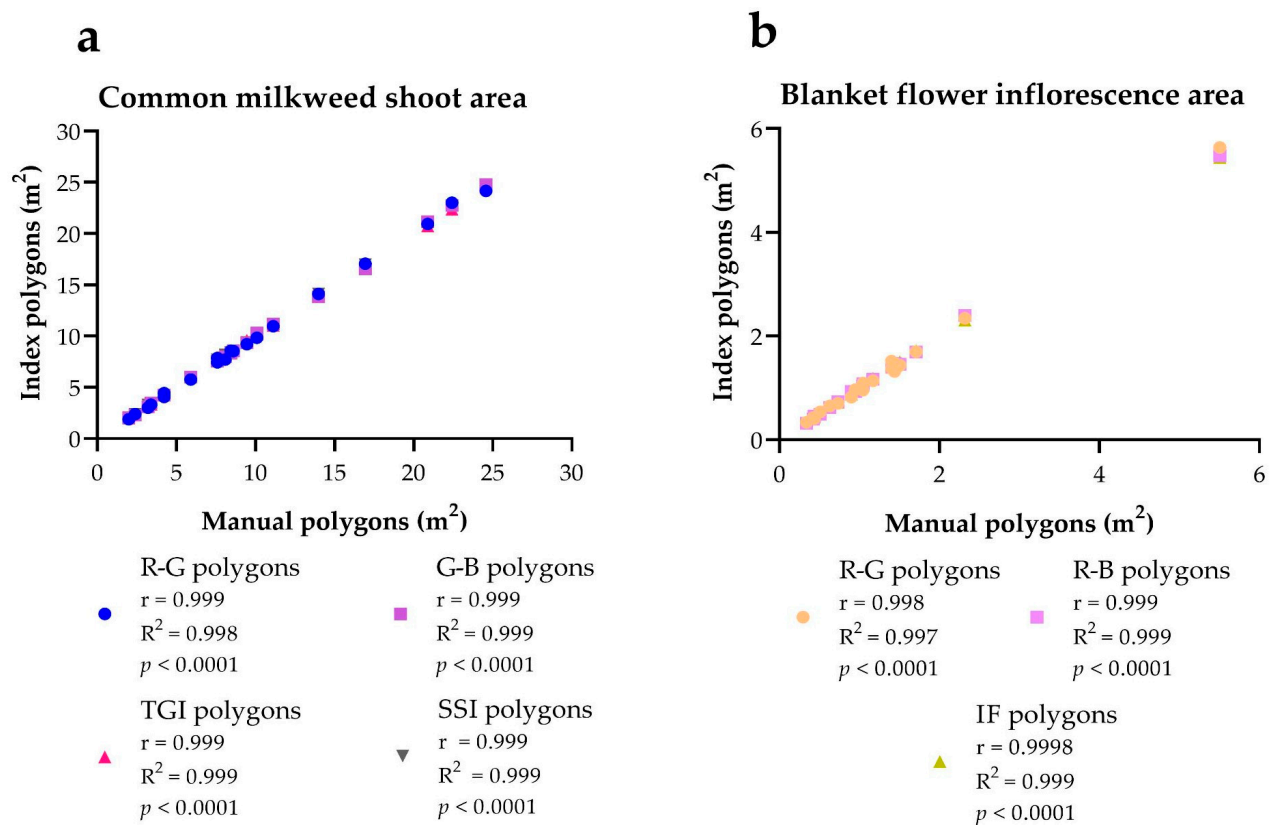 a
Common milkweed shoot area
30
25
20
15
10
5
0
Index polygons (m²)
0 5 10 15 20 25 30
Manual polygons (m²)
R-G polygons
r = 0.999
R² = 0.998
p < 0.0001
G-B polygons
r = 0.999
R² = 0.999
p < 0.0001
TGI polygons
r = 0.999
R² = 0.999
p < 0.0001
SSI polygons
r = 0.999
R² = 0.999
p < 0.0001
b
Blanket flower inflorescence area
6
4
2
0
Index polygons (m²)
0 2 4 6
Manual polygons (m²)
R-G polygons
r = 0.998
R² = 0.997
p < 0.0001
R-B polygons
r = 0.999
R² = 0.999
p < 0.0001
IF polygons
r = 0.9998
R² = 0.999
p < 0.0001